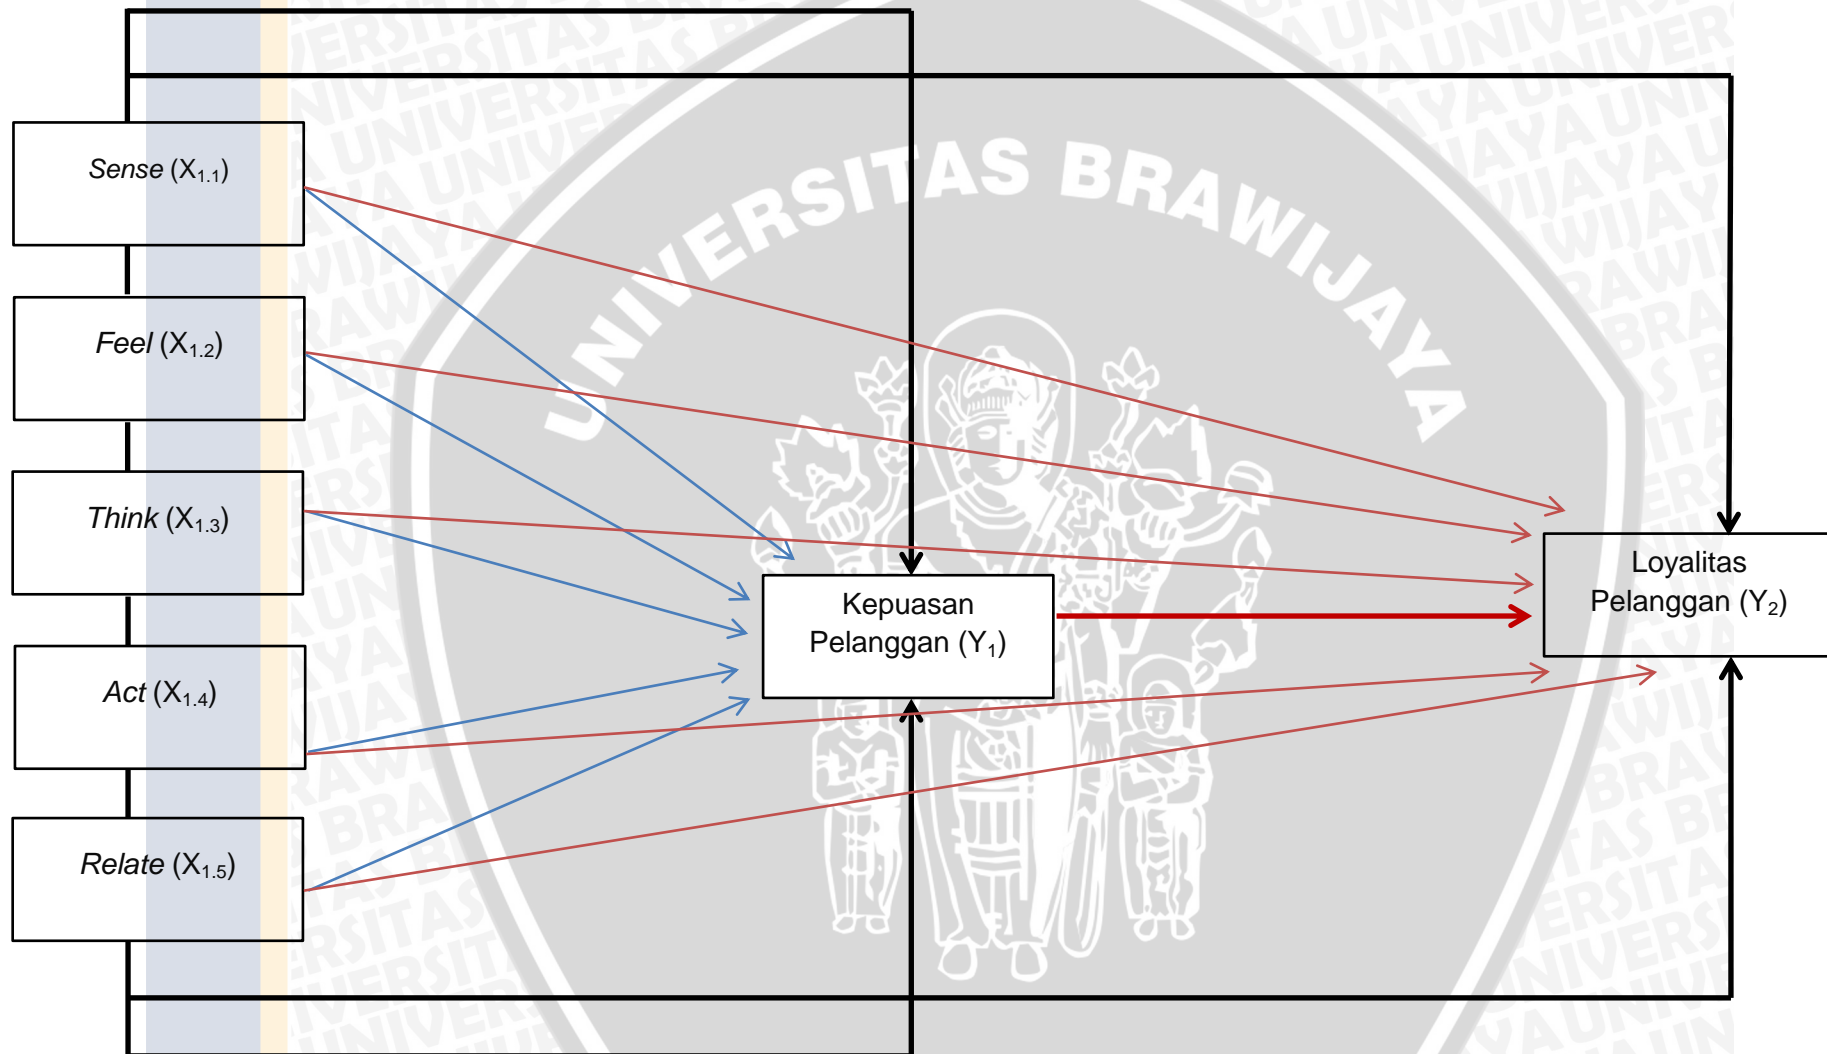 UNIVERSITAS BRAWIJAYA
Sense (X1.1)
Feel (X1.2)
Think (X1.3)
Act (X1.4)
Relate (X1.5)
Kepuasan
Pelanggan (Y1)
Loyalitas
Pelanggan (Y2)